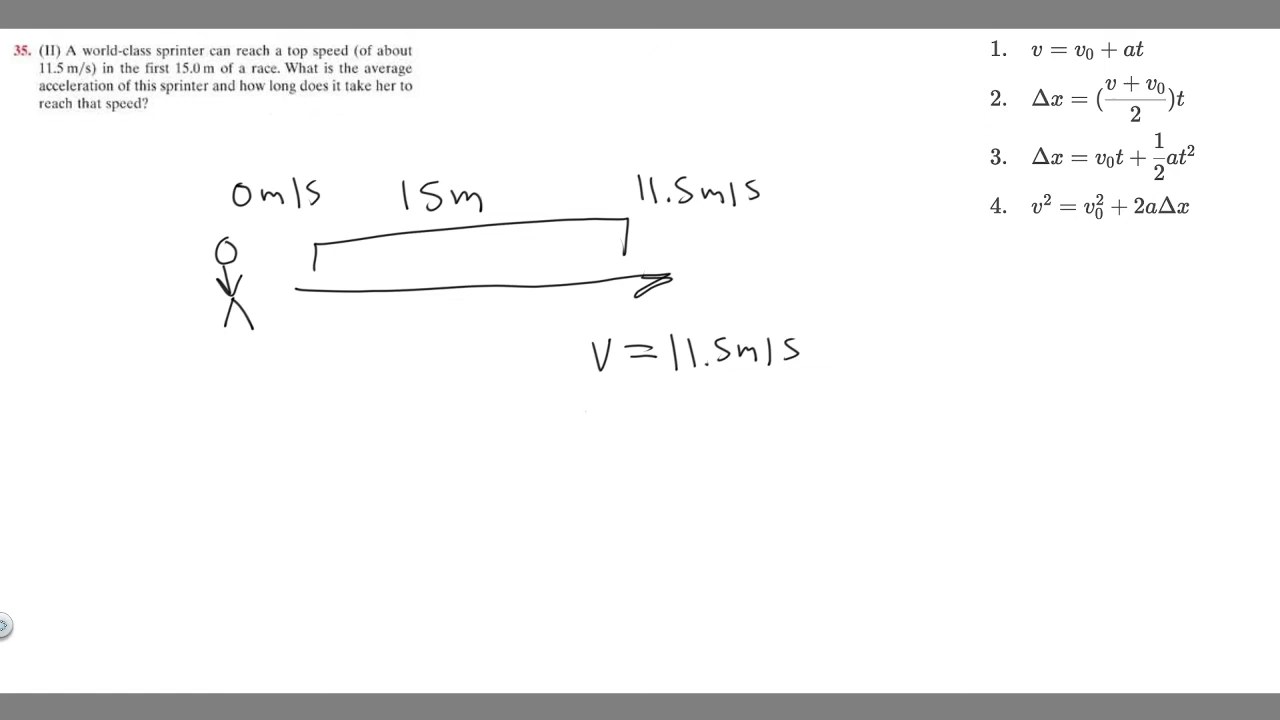 35. (II) A world-class sprinter can reach a top speed (of about
11.5 m/s) in the first 15.0 m of a race. What is the average
acceleration of this sprinter and how long does it take her to
reach that speed?
1. v = v₀ + at
2. Δx = ((v + v₀)/2)t
3. Δx = v₀t + ½at²
4. v² = v₀² + 2aΔx
0m/s 15m 11.5m/s
V = 11.5m/s